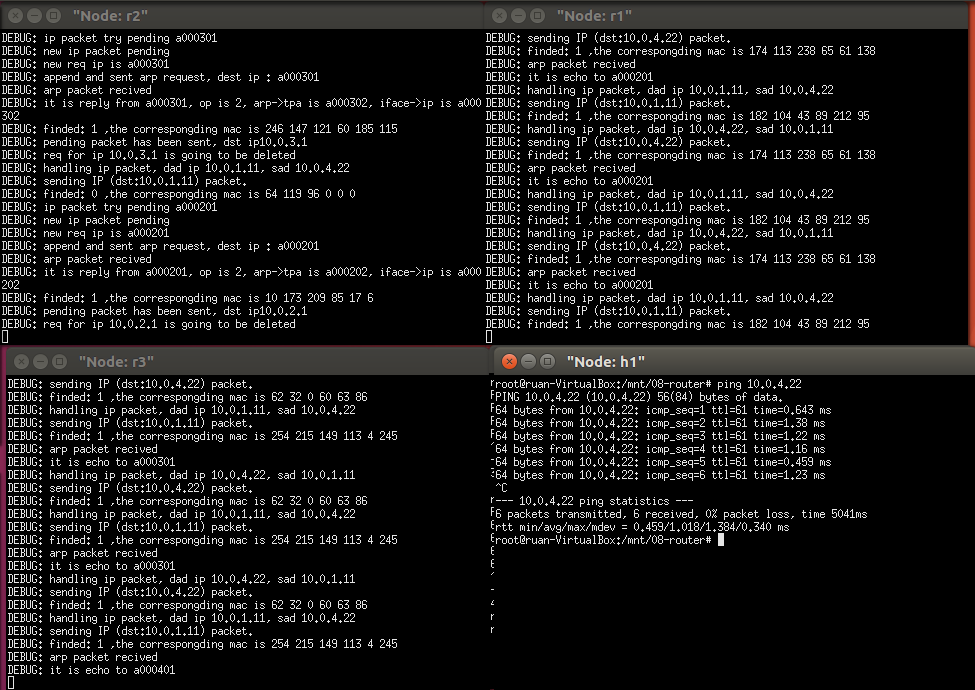 "Node: r2"
DEBUG: ip packet try pending a000301
DEBUG: new ip packet pending
DEBUG: new req ip is a000301
DEBUG: append and sent arp request, dest ip : a000301
DEBUG: arp packet recived
DEBUG: it is reply from a000301, op is 2, arp->tpa is a000302, iface->ip is a000
302
DEBUG: finded: 1 ,the correspongding mac is 246 147 121 60 185 115
DEBUG: pending packet has been sent, dst ip10.0.3.1
DEBUG: req for ip 10.0.3.1 is going to be deleted
DEBUG: handling ip packet, dad ip 10.0.1.11, sad 10.0.4.22
DEBUG: sending IP (dst:10.0.1.11) packet.
DEBUG: finded: 0 ,the correspongding mac is 64 119 96 0 0 0
DEBUG: ip packet try pending a000201
DEBUG: new ip packet pending
DEBUG: new req ip is a000201
DEBUG: append and sent arp request, dest ip : a000201
DEBUG: arp packet recived
DEBUG: it is reply from a000201, op is 2, arp->tpa is a000202, iface->ip is a000
202
DEBUG: finded: 1 ,the correspongding mac is 10 173 209 85 17 6
DEBUG: pending packet has been sent, dst ip10.0.2.1
DEBUG: req for ip 10.0.2.1 is going to be deleted
"Node: r1"
DEBUG: sending IP (dst:10.0.4.22) packet.
DEBUG: finded: 1 ,the correspongding mac is 174 113 238 65 61 138
DEBUG: arp packet recived
DEBUG: it is echo to a000201
DEBUG: handling ip packet, dad ip 10.0.1.11, sad 10.0.4.22
DEBUG: sending IP (dst:10.0.1.11) packet.
DEBUG: finded: 1 ,the correspongding mac is 182 104 43 89 212 95
DEBUG: handling ip packet, dad ip 10.0.4.22, sad 10.0.1.11
DEBUG: sending IP (dst:10.0.4.22) packet.
DEBUG: finded: 1 ,the correspongding mac is 174 113 238 65 61 138
DEBUG: arp packet recived
DEBUG: it is echo to a000201
DEBUG: handling ip packet, dad ip 10.0.1.11, sad 10.0.4.22
DEBUG: sending IP (dst:10.0.1.11) packet.
DEBUG: finded: 1 ,the correspongding mac is 182 104 43 89 212 95
DEBUG: handling ip packet, dad ip 10.0.4.22, sad 10.0.1.11
DEBUG: sending IP (dst:10.0.4.22) packet.
DEBUG: finded: 1 ,the correspongding mac is 174 113 238 65 61 138
DEBUG: arp packet recived
DEBUG: it is echo to a000201
DEBUG: handling ip packet, dad ip 10.0.1.11, sad 10.0.4.22
DEBUG: sending IP (dst:10.0.1.11) packet.
DEBUG: finded: 1 ,the correspongding mac is 182 104 43 89 212 95
"Node: r3"
DEBUG: sending IP (dst:10.0.4.22) packet.
DEBUG: finded: 1 ,the correspongding mac is 62 32 0 60 63 86
DEBUG: handling ip packet, dad ip 10.0.1.11, sad 10.0.4.22
DEBUG: sending IP (dst:10.0.1.11) packet.
DEBUG: finded: 1 ,the correspongding mac is 254 215 149 113 4 245
DEBUG: arp packet recived
DEBUG: it is echo to a000301
DEBUG: handling ip packet, dad ip 10.0.4.22, sad 10.0.1.11
DEBUG: sending IP (dst:10.0.4.22) packet.
DEBUG: finded: 1 ,the correspongding mac is 62 32 0 60 63 86
DEBUG: handling ip packet, dad ip 10.0.1.11, sad 10.0.4.22
DEBUG: sending IP (dst:10.0.1.11) packet.
DEBUG: finded: 1 ,the correspongding mac is 254 215 149 113 4 245
DEBUG: arp packet recived
DEBUG: it is echo to a000301
DEBUG: handling ip packet, dad ip 10.0.4.22, sad 10.0.1.11
DEBUG: sending IP (dst:10.0.4.22) packet.
DEBUG: finded: 1 ,the correspongding mac is 62 32 0 60 63 86
DEBUG: handling ip packet, dad ip 10.0.1.11, sad 10.0.4.22
DEBUG: sending IP (dst:10.0.1.11) packet.
DEBUG: finded: 1 ,the correspongding mac is 254 215 149 113 4 245
DEBUG: arp packet recived
DEBUG: it is echo to a000401
"Node: h1"
root@ruan-VirtualBox:/mnt/08-router# ping 10.0.4.22
PING 10.0.4.22 (10.0.4.22) 56(84) bytes of data.
64 bytes from 10.0.4.22: icmp_seq=1 ttl=61 time=0.643 ms
64 bytes from 10.0.4.22: icmp_seq=2 ttl=61 time=1.38 ms
64 bytes from 10.0.4.22: icmp_seq=3 ttl=61 time=1.22 ms
64 bytes from 10.0.4.22: icmp_seq=4 ttl=61 time=1.16 ms
64 bytes from 10.0.4.22: icmp_seq=5 ttl=61 time=0.459 ms
64 bytes from 10.0.4.22: icmp_seq=6 ttl=61 time=1.23 ms
^C
--- 10.0.4.22 ping statistics ---
6 packets transmitted, 6 received, 0% packet loss, time 5041ms
rtt min/avg/max/mdev = 0.459/1.018/1.384/0.340 ms
root@ruan-VirtualBox:/mnt/08-router#